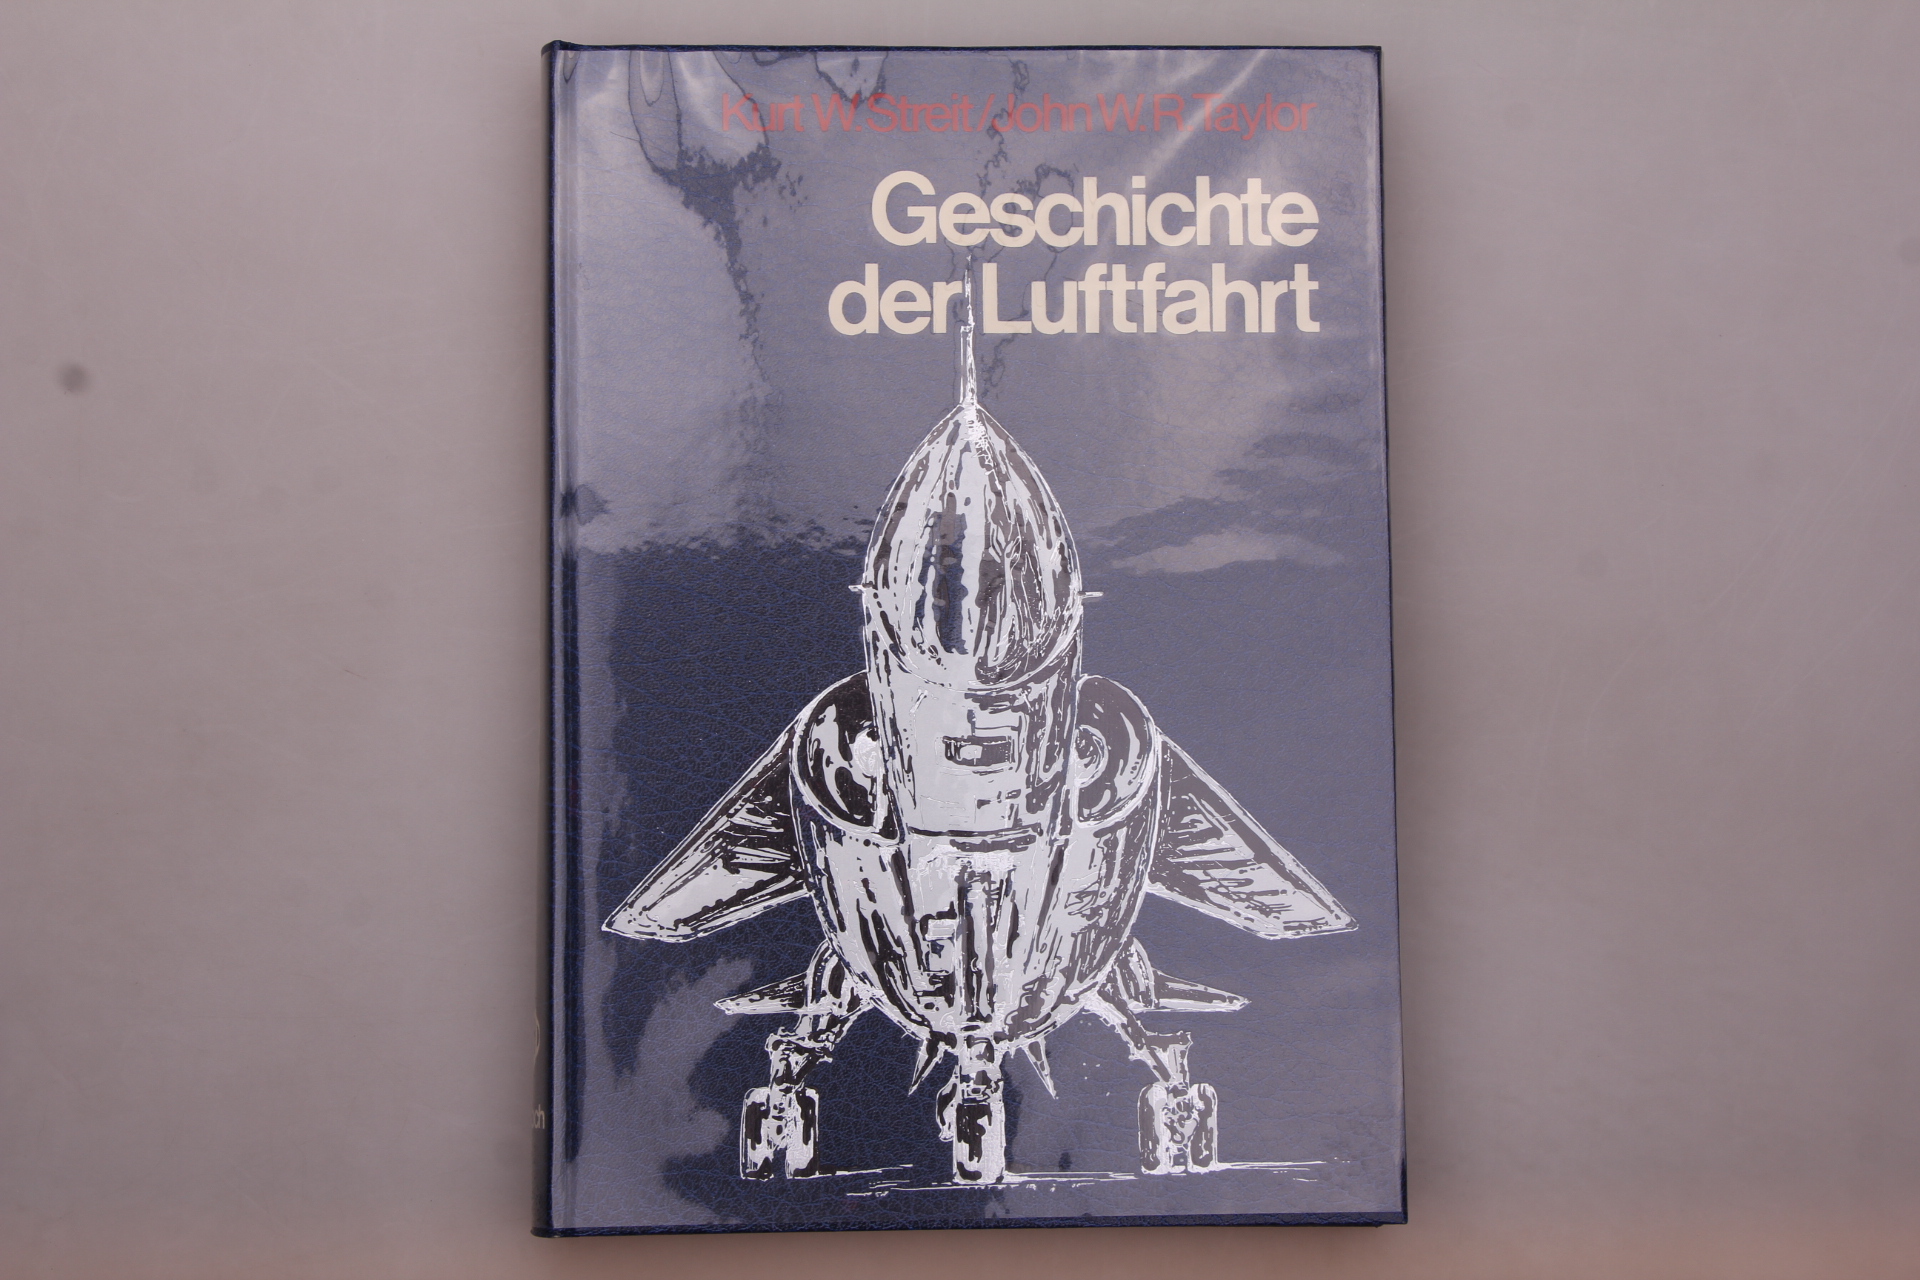 Kurt W. Streit/John W. R. Taylor
Geschichte
der Luftfahrt